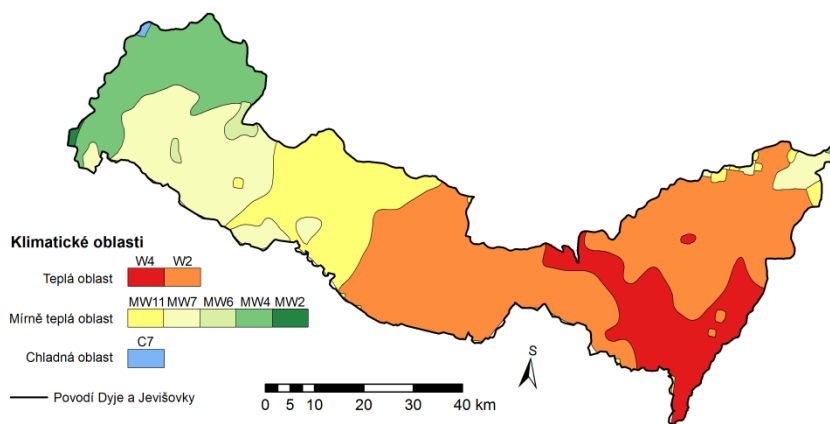 Klimatické oblasti
W4 W2
Teplá oblast
MW11 MW7 MW6 MW4 MW2
Mírně teplá oblast
C7
Chladná oblast
Povodí Dyje a Jevišovky
S
0 5 10 20 30 40 km